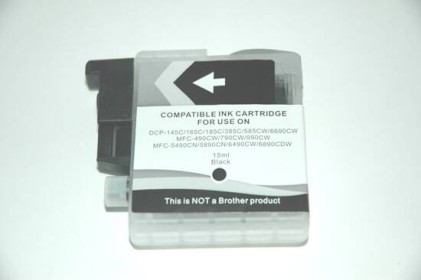 COMPATIBLE INK CARTRIDGE
FOR USE ON
DCP-145C/165C/185C/385C/585CW/6690CW
MFC-490CW/790CW/990CW
MFC-5490CN/5890CN/6490CW/6890CDW
15ml
Black
This is NOT a Brother product